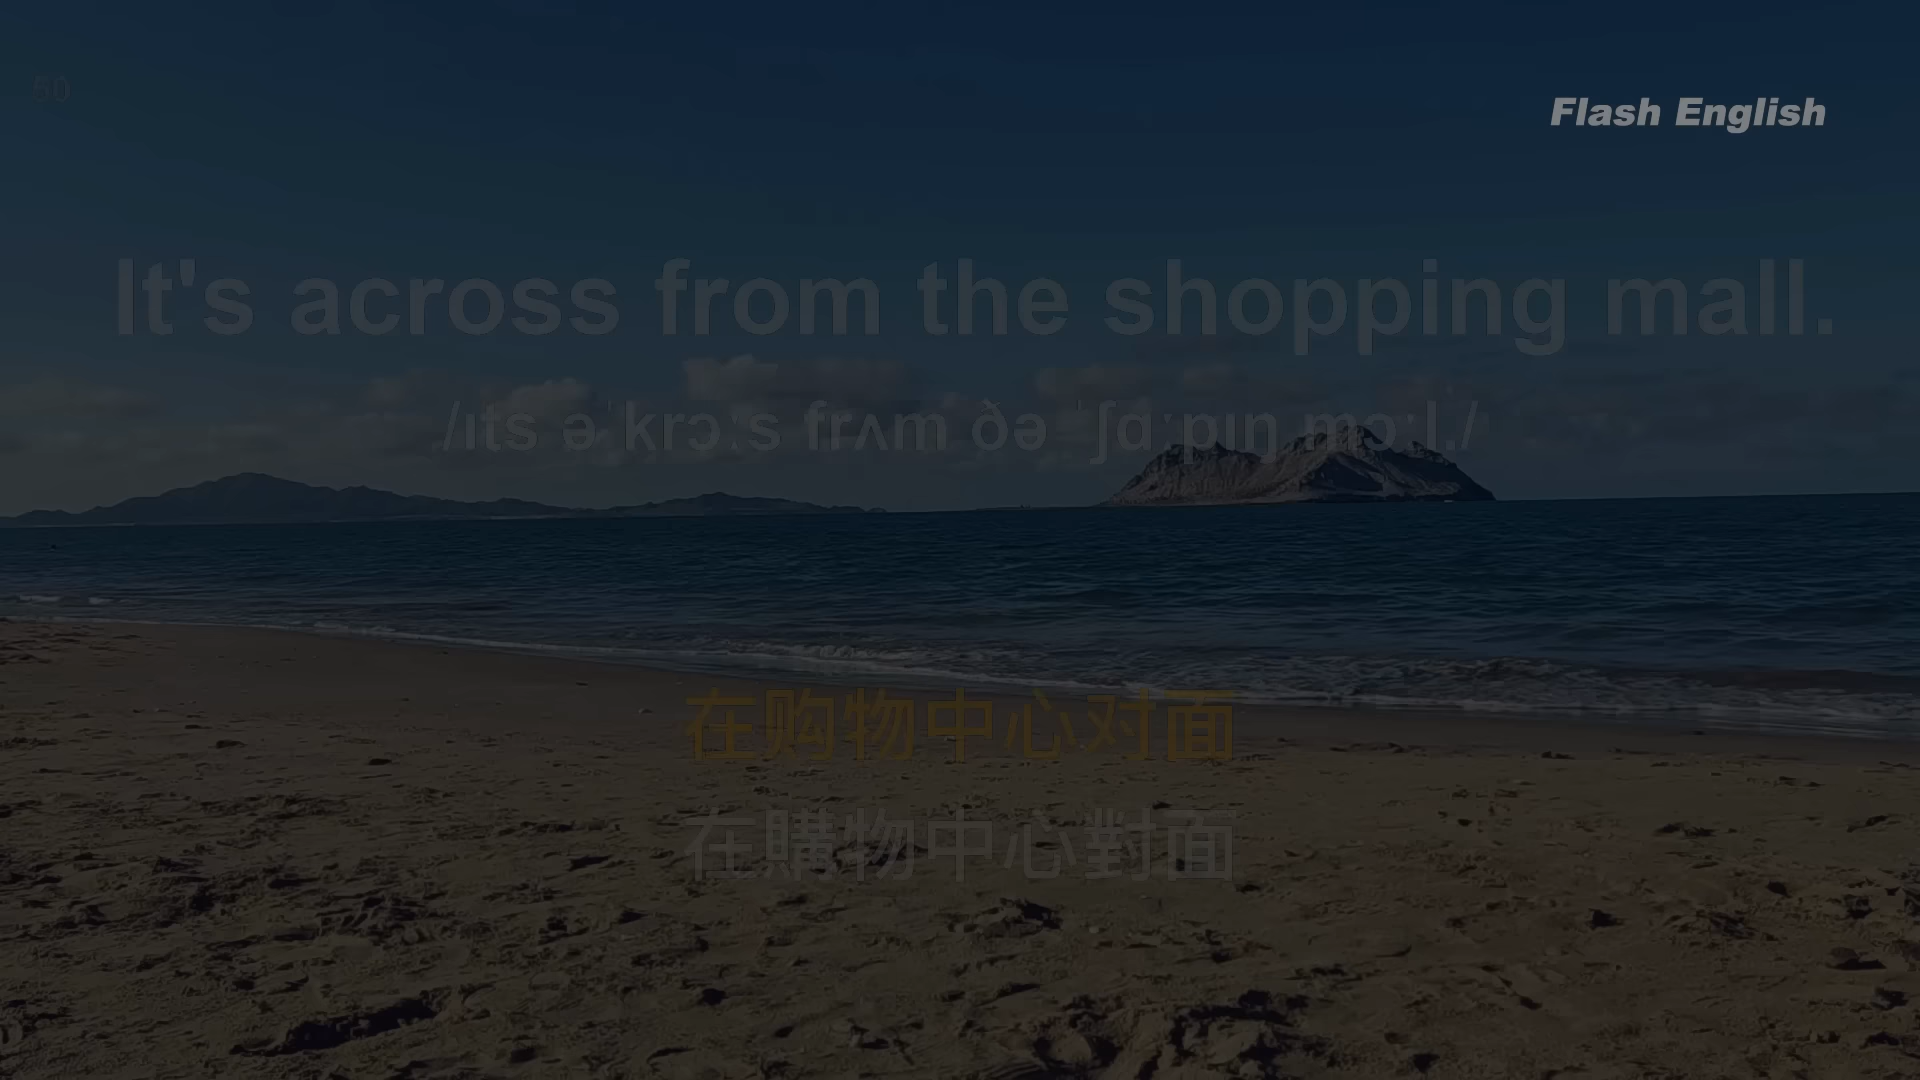 50
Flash English
It's across from the shopping mall.
/ɪts əˈkrɔːs frʌm ðə ˈʃɑːpɪŋ mɔːl./
在购物中心对面
在購物中心對面